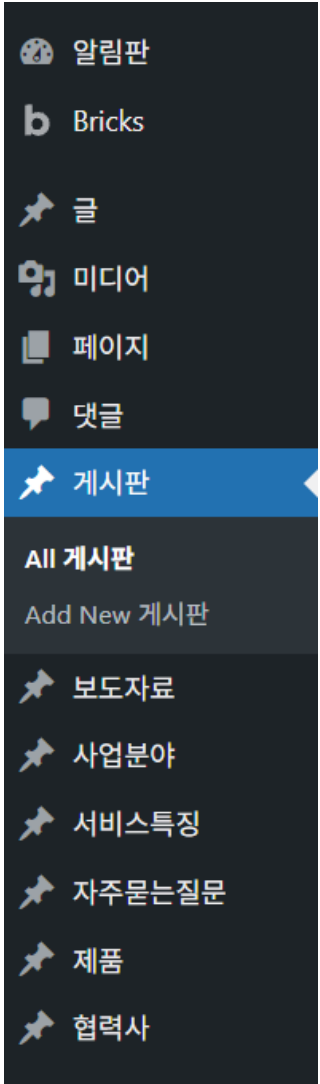 알림판
Bricks
글
미디어
페이지
댓글
게시판
All 게시판
Add New 게시판
보도자료
사업분야
서비스특징
자주묻는질문
제품
협력사